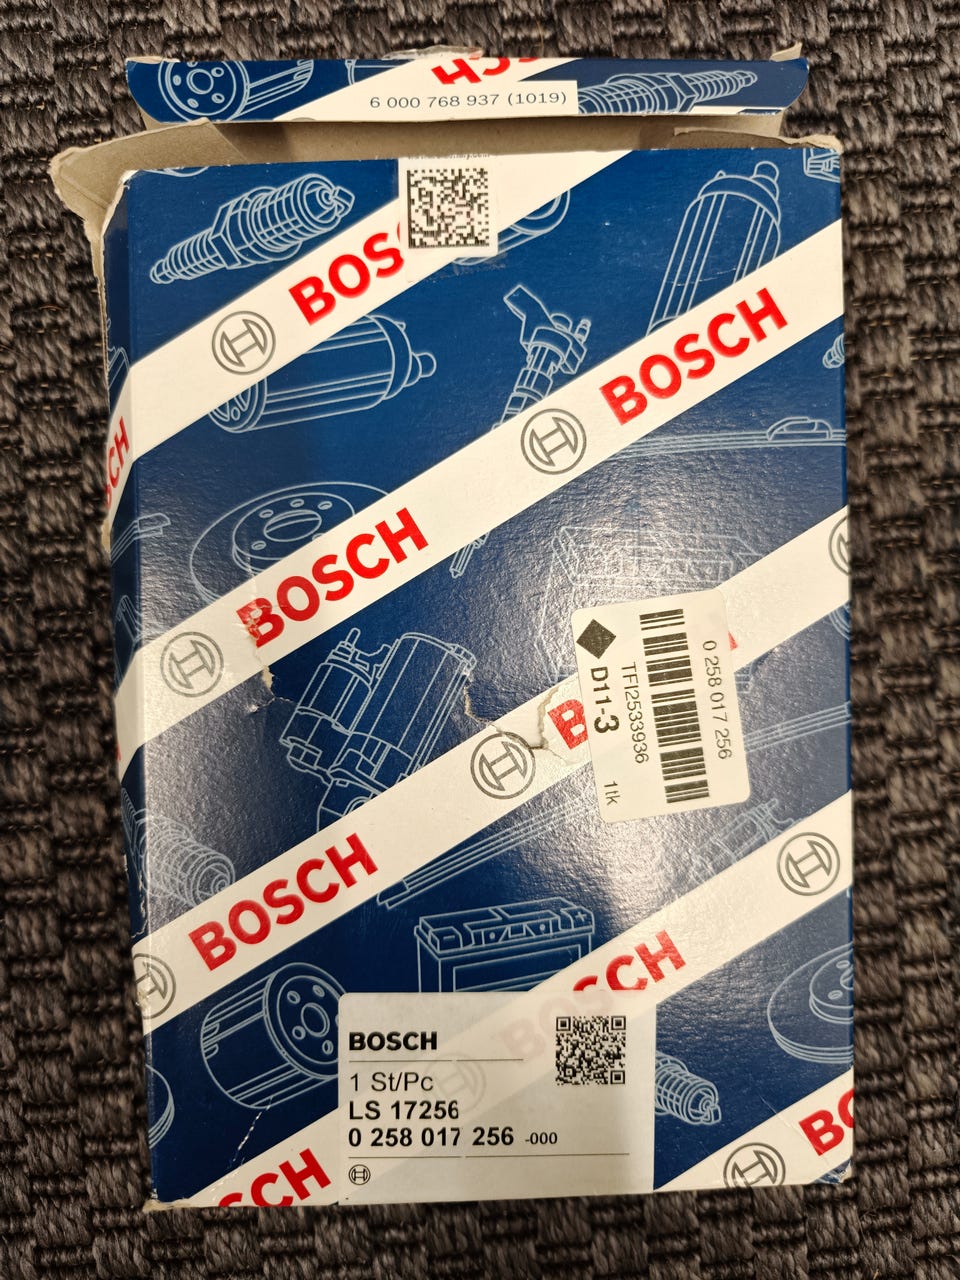 6 000 768 937 (1019)
BOSCH
BOSCH
BOSCH
BOSCH
0 258 017 256
TFI2533936
D11-3
1tk
BOSCH
BOSCH
1 St/Pc
LS 17256
0 258 017 256 -000